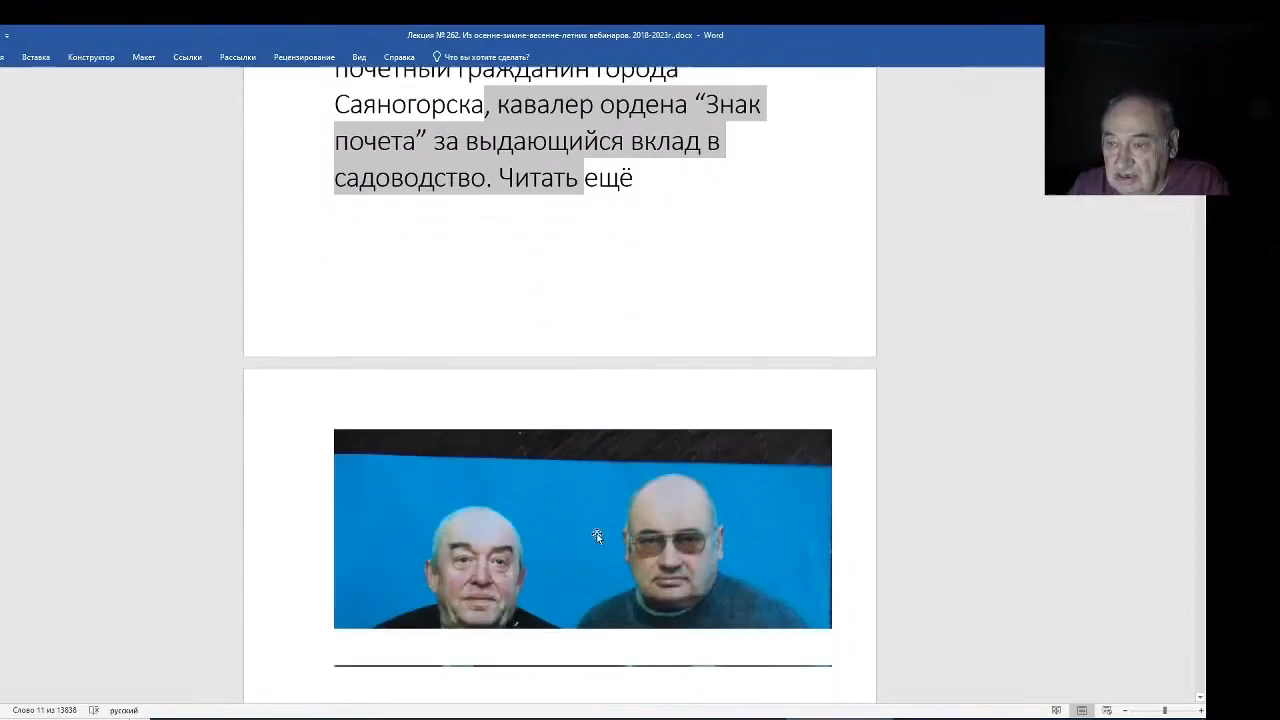 Лекция № 262. Из осенне-зимне-весенне-летних вебинаров. 2018-2023г..docx - Word
Вставка Конструктор Макет Ссылки Рассылки Рецензирование Вид Справка Что вы хотите сделать?
почетный гражданин города
Саяногорска, кавалер ордена “Знак
почета” за выдающийся вклад в
садоводство. Читать ещё
Слово 11 из 13838 русский